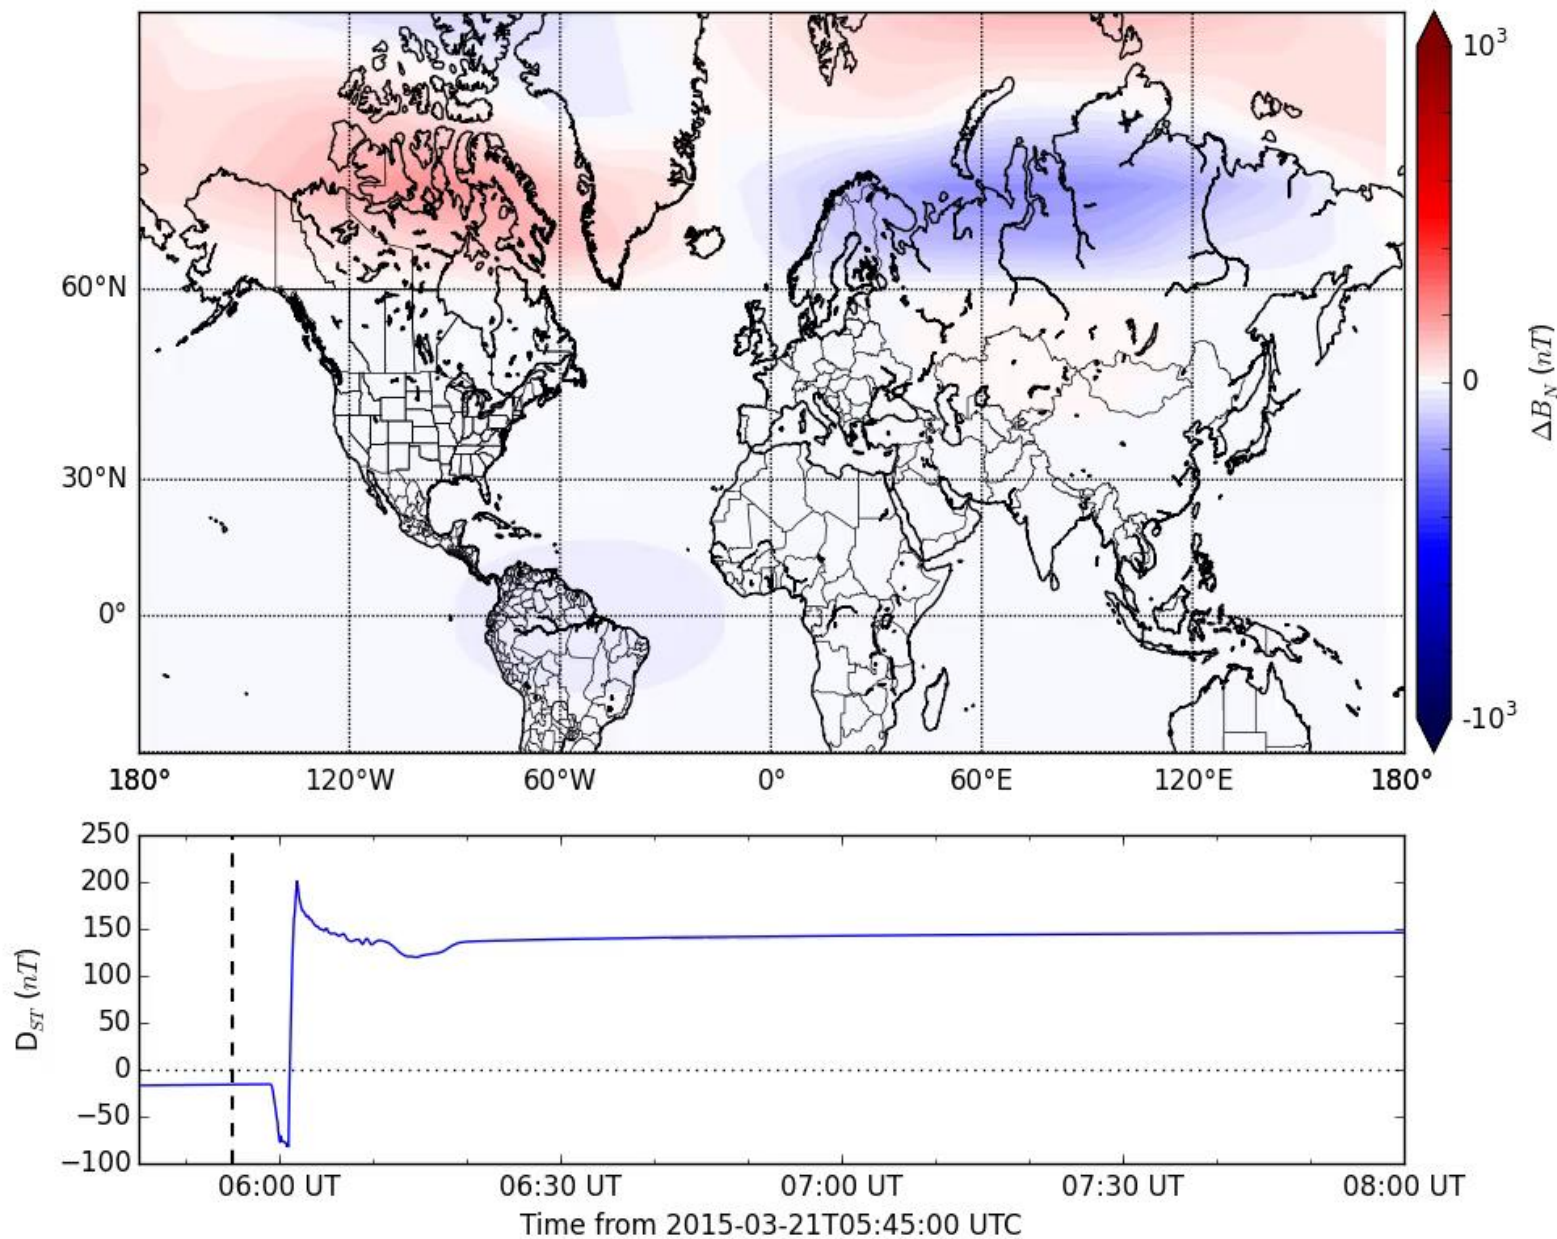 10³
60°N
0
ΔB_N (nT)
30°N
0°
-10³
180° 120°W 60°W 0° 60°E 120°E 180°
250
200
150
100
50
0
−50
−100
D_ST (nT)
06:00 UT 06:30 UT 07:00 UT 07:30 UT 08:00 UT
Time from 2015-03-21T05:45:00 UTC